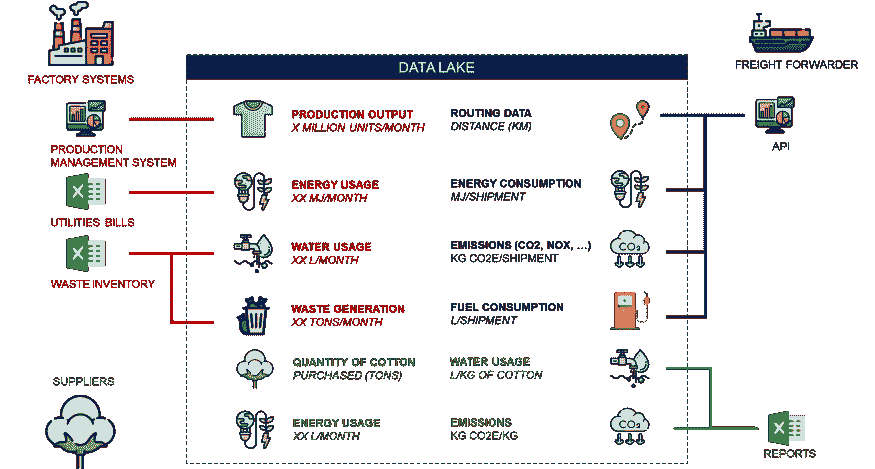 FACTORY SYSTEMS
PRODUCTION
MANAGEMENT SYSTEM
UTILITIES BILLS
WASTE INVENTORY
SUPPLIERS
DATA LAKE
PRODUCTION OUTPUT
X MILLION UNITS/MONTH
ENERGY USAGE
XX MJ/MONTH
WATER USAGE
XX L/MONTH
WASTE GENERATION
XX TONS/MONTH
QUANTITY OF COTTON
PURCHASED (TONS)
ENERGY USAGE
XX L/MONTH
ROUTING DATA
DISTANCE (KM)
ENERGY CONSUMPTION
MJ/SHIPMENT
EMISSIONS (CO2, NOX, ...)
KG CO2E/SHIPMENT
FUEL CONSUMPTION
L/SHIPMENT
WATER USAGE
L/KG OF COTTON
EMISSIONS
KG CO2E/KG
CO₂
CO₂
FREIGHT FORWARDER
API
REPORTS